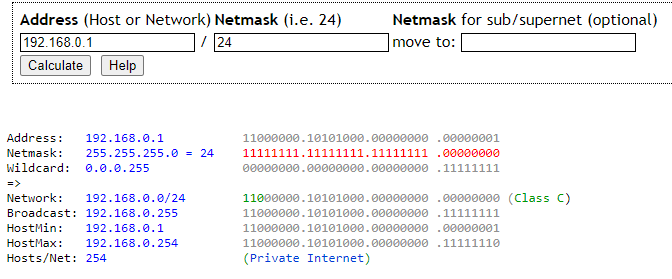 Address (Host or Network) Netmask (i.e. 24) Netmask for sub/supernet (optional)
192.168.0.1 / 24 move to:
Calculate Help
Address: 192.168.0.1 11000000.10101000.00000000 .00000001
Netmask: 255.255.255.0 = 24 11111111.11111111.11111111 .00000000
Wildcard: 0.0.0.255 00000000.00000000.00000000 .11111111
=>
Network: 192.168.0.0/24 11000000.10101000.00000000 .00000000 (Class C)
Broadcast: 192.168.0.255 11000000.10101000.00000000 .11111111
HostMin: 192.168.0.1 11000000.10101000.00000000 .00000001
HostMax: 192.168.0.254 11000000.10101000.00000000 .11111110
Hosts/Net: 254 (Private Internet)